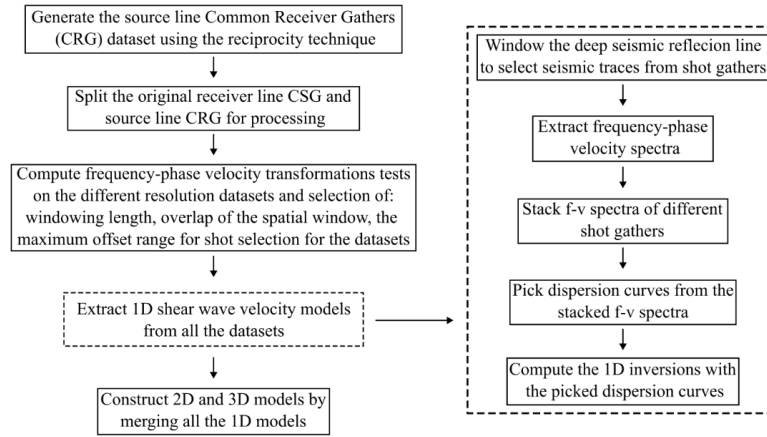 Generate the source line Common Receiver Gathers
(CRG) dataset using the reciprocity technique
Split the original receiver line CSG and
source line CRG for processing
Compute frequency-phase velocity transformations tests
on the different resolution datasets and selection of:
windowing length, overlap of the spatial window, the
maximum offset range for shot selection for the datasets
Extract 1D shear wave velocity models
from all the datasets
Construct 2D and 3D models by
merging all the 1D models
Window the deep seismic reflecion line
to select seismic traces from shot gathers
Extract frequency-phase
velocity spectra
Stack f-v spectra of different
shot gathers
Pick dispersion curves from the
stacked f-v spectra
Compute the 1D inversions with
the picked dispersion curves